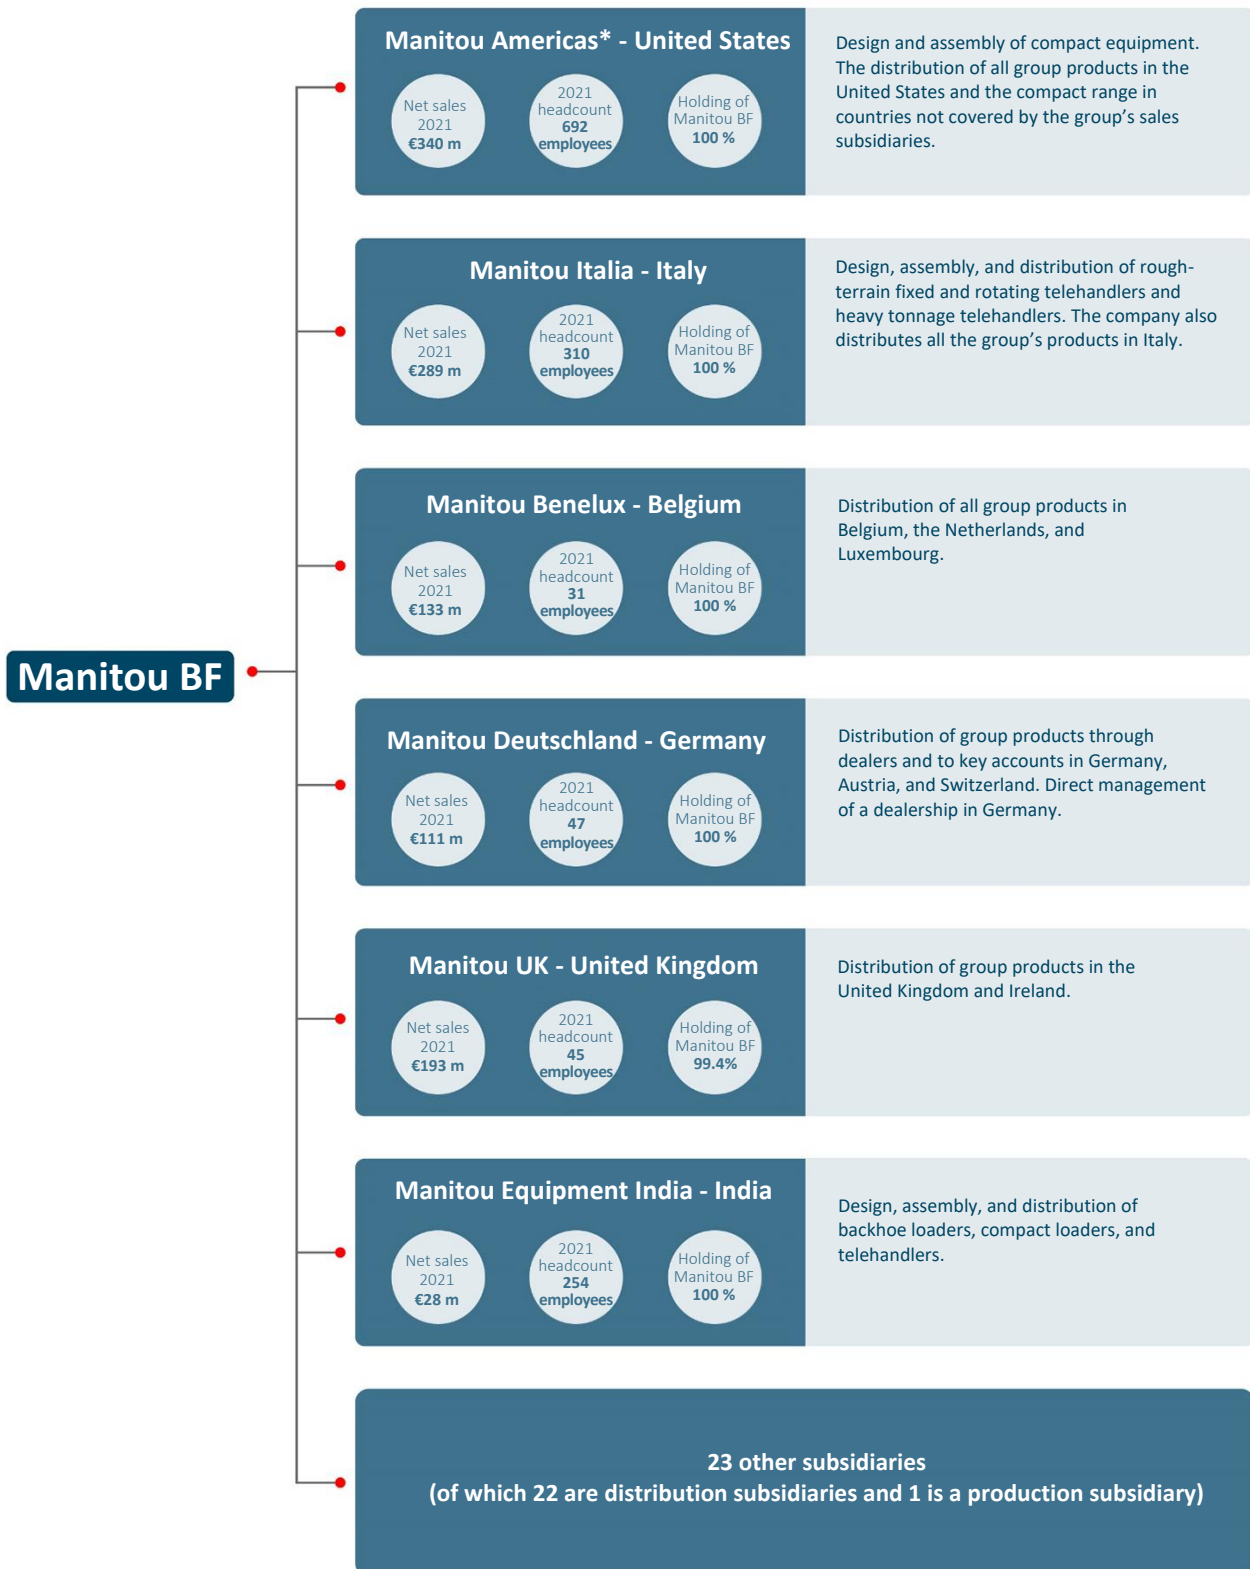 Manitou Americas* - United States
Net sales
2021
€340 m
2021
headcount
692
employees
Holding of
Manitou BF
100 %
Design and assembly of compact equipment.
The distribution of all group products in the
United States and the compact range in
countries not covered by the group's sales
subsidiaries.
Manitou Italia - Italy
Net sales
2021
€289 m
2021
headcount
310
employees
Holding of
Manitou BF
100 %
Design, assembly, and distribution of rough-
terrain fixed and rotating telehandlers and
heavy tonnage telehandlers. The company also
distributes all the group's products in Italy.
Manitou Benelux - Belgium
Net sales
2021
€133 m
2021
headcount
31
employees
Holding of
Manitou BF
100 %
Distribution of all group products in
Belgium, the Netherlands, and
Luxembourg.
Manitou BF
Manitou Deutschland - Germany
Net sales
2021
€111 m
2021
headcount
47
employees
Holding of
Manitou BF
100 %
Distribution of group products through
dealers and to key accounts in Germany,
Austria, and Switzerland. Direct management
of a dealership in Germany.
Manitou UK - United Kingdom
Net sales
2021
€193 m
2021
headcount
45
employees
Holding of
Manitou BF
99.4%
Distribution of group products in the
United Kingdom and Ireland.
Manitou Equipment India - India
Net sales
2021
€28 m
2021
headcount
254
employees
Holding of
Manitou BF
100 %
Design, assembly, and distribution of
backhoe loaders, compact loaders, and
telehandlers.
23 other subsidiaries
(of which 22 are distribution subsidiaries and 1 is a production subsidiary)